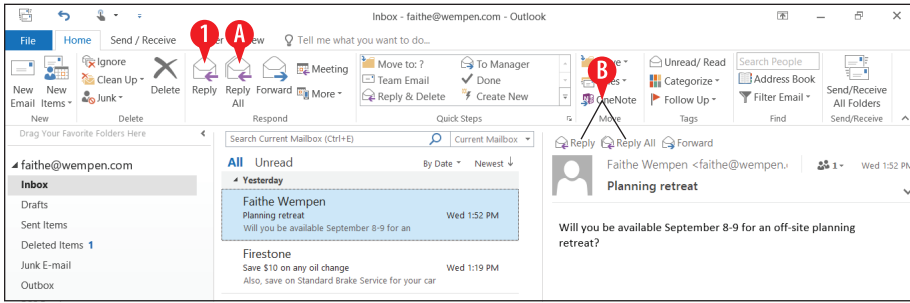 Inbox - faithe@wempen.com - Outlook
File Home Send / Receive Tell me what you want to do...
1 A B
Ignore
Clean Up
Junk
Delete
New Email
New Items
Reply
Reply All
Forward
Meeting
More
Move to: ?
Team Email
Reply & Delete
To Manager
Done
Create New
OneNote
Unread/ Read
Categorize
Follow Up
Search People
Address Book
Filter Email
Send/Receive All Folders
New Delete Respond Quick Steps Move Tags Find Send/Receive
Drag Your Favorite Folders Here
faithe@wempen.com
Inbox
Drafts
Sent Items
Deleted Items 1
Junk E-mail
Outbox
Search Current Mailbox (Ctrl+E) Current Mailbox
All Unread By Date Newest ↓
Yesterday
Faithe Wempen
Planning retreat Wed 1:52 PM
Will you be available September 8-9 for an
Firestone
Save $10 on any oil change Wed 1:19 PM
Also, save on Standard Brake Service for your car
Reply Reply All Forward
Faithe Wempen <faithe@wempen. 1 Wed 1:52 PM
Planning retreat
Will you be available September 8-9 for an off-site planning
retreat?